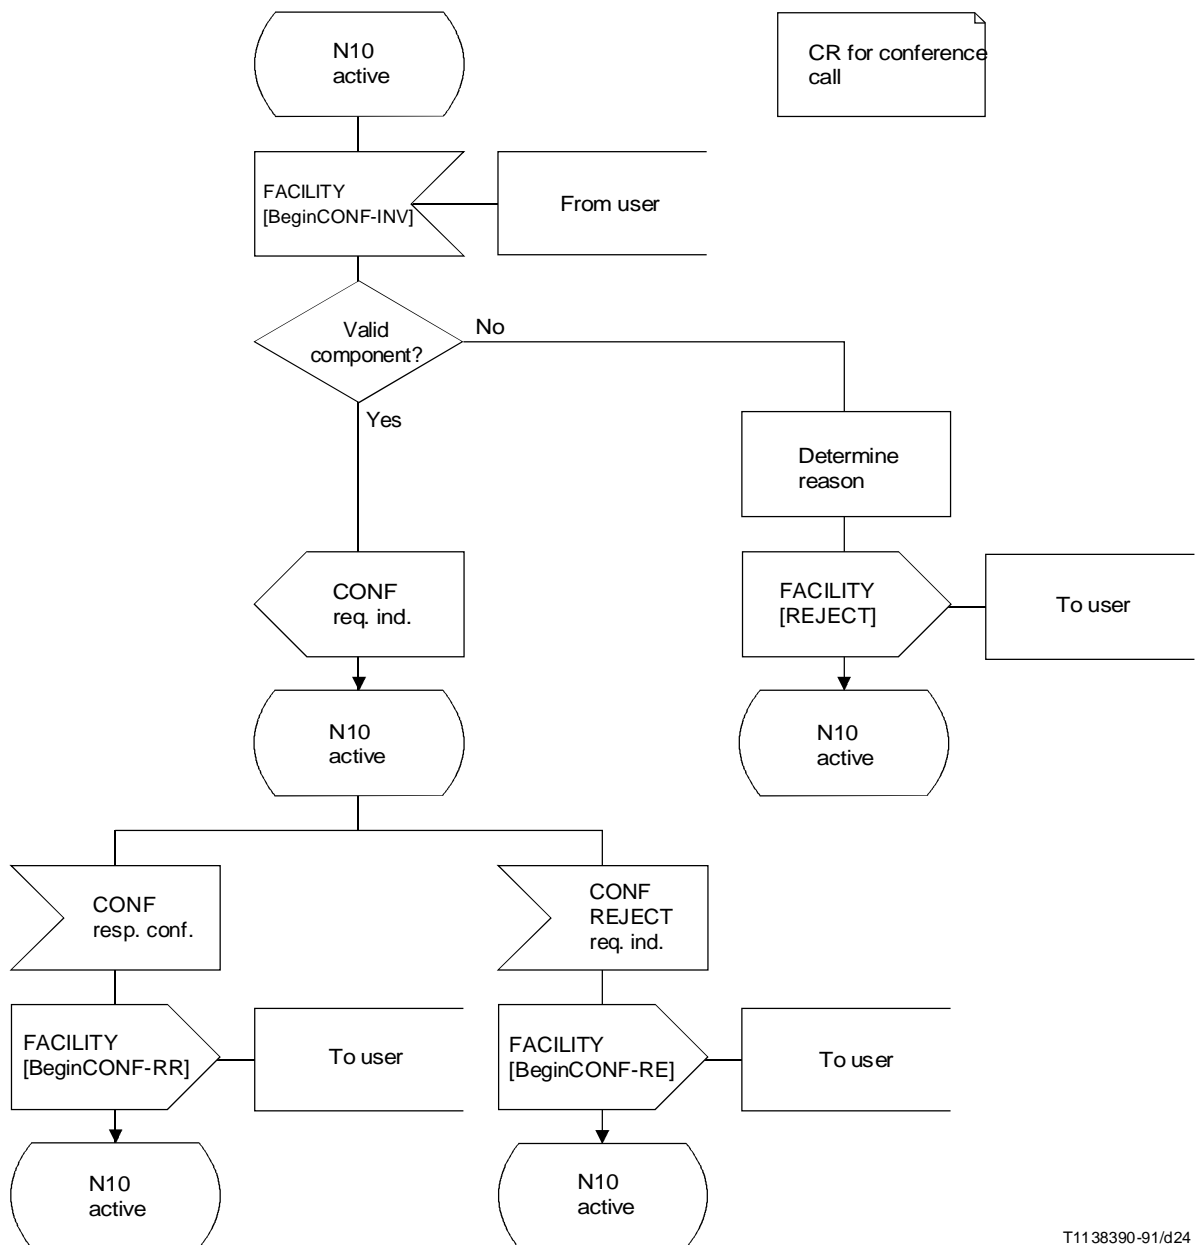 N10
active
CR for conference
call
FACILITY
[BeginCONF-INV]
From user
Valid
component?
No
Yes
Determine
reason
CONF
req. ind.
FACILITY
[REJECT]
To user
N10
active
N10
active
CONF
resp. conf.
CONF
REJECT
req. ind.
FACILITY
[BeginCONF-RR]
To user
FACILITY
[BeginCONF-RE]
To user
N10
active
N10
active
T1138390-91/d24